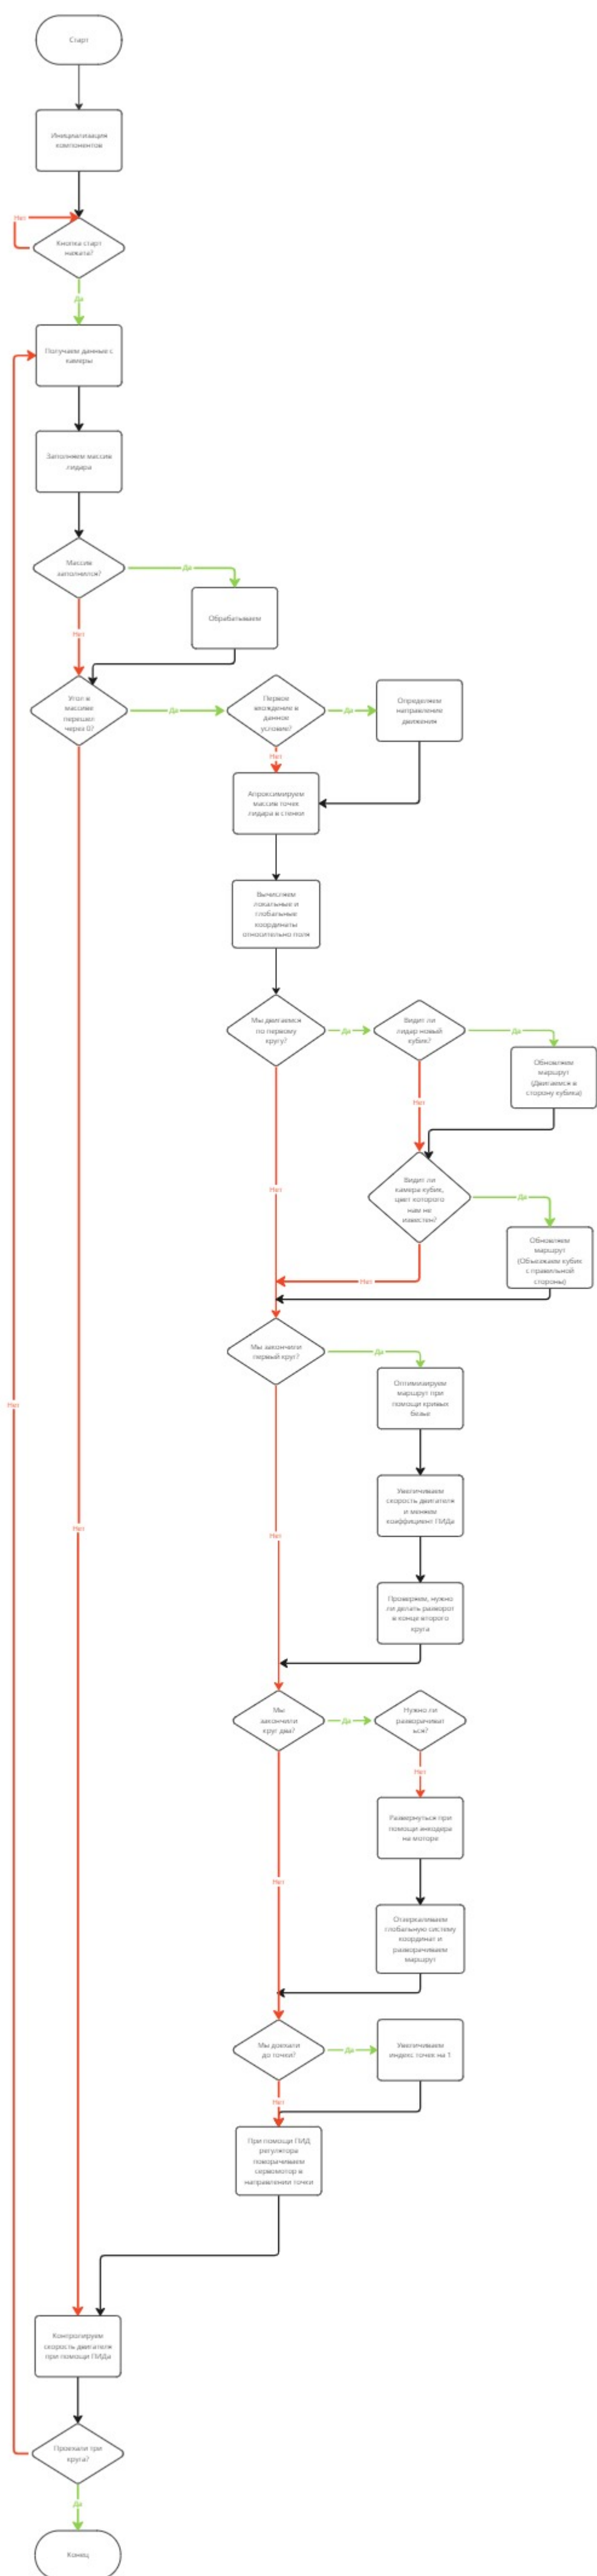 Старт
Инициализация
компонентов
Нет
Кнопка старт
нажата?
Да
Получаем данные с
камеры
Заполняем массив
лидара
Массив
заполнился?
Да
Обрабатываем
Нет
Угол в
массиве
перешел
через 0?
Да
Первое
вхождение в
данное
условие?
Да
Определяем
направление
движения
Нет
Апроксимируем
массив точек
лидара в стенки
Вычисляем
локальные и
глобальные
координаты
относительно поля
Мы двигаемся
по первому
кругу?
Да
Видит ли
лидар новый
кубик?
Да
Обновляем
маршрут
(Двигаемся в
сторону кубика)
Нет
Видит ли
камера кубик,
цвет которого
нам не
известен?
Да
Нет
Обновляем
маршрут
(Объезжаем кубик
с правильной
стороны)
Нет
Мы закончили
первый круг?
Да
Оптимизируем
маршрут при
помощи кривых
безье
Нет
Увеличиваем
скорость двигателя
и меняем
коэффициент ПИДа
Нет
Нет
Проверяем, нужно
ли делать разворот
в конце второго
круга
Мы
закончили
круг два?
Да
Нужно ли
разворачиват
ься?
Нет
Развернуться при
помощи енкодера
на моторе
Нет
Отзеркаливаем
глобальную систему
координат и
разворачиваем
маршрут
Мы доехали
до точки?
Да
Увеличиваем
индекс точек на 1
Нет
При помощи ПИД
регулятора
поворачиваем
сервомотор в
направлении точки
Контролируем
скорость двигателя
при помощи ПИДа
Проехали три
круга?
Да
Конец